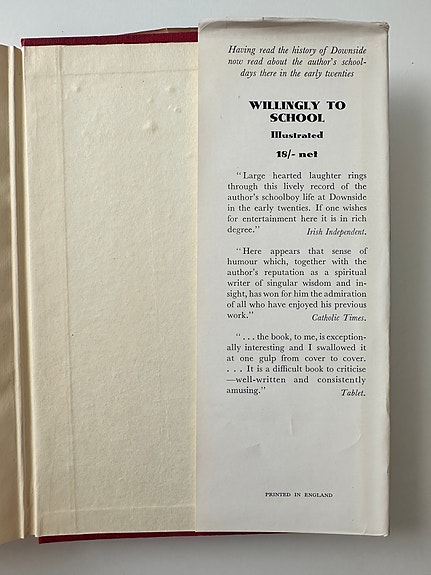 Having read the history of Downside
now read about the author's school-
days there in the early twenties
WILLINGLY TO
SCHOOL
Illustrated
18/- net
"Large hearted laughter rings
through this lively record of the
author's schoolboy life at Downside
in the early twenties. If one wishes
for entertainment here it is in rich
degree." Irish Independent.
"Here appears that sense of
humour which, together with the
author's reputation as a spiritual
writer of singular wisdom and in-
sight, has won for him the admiration
of all who have enjoyed his previous
work." Catholic Times.
". . . the book, to me, is exception-
ally interesting and I swallowed it
at one gulp from cover to cover.
. . . It is a difficult book to criticise
—well-written and consistently
amusing." Tablet.
PRINTED IN ENGLAND